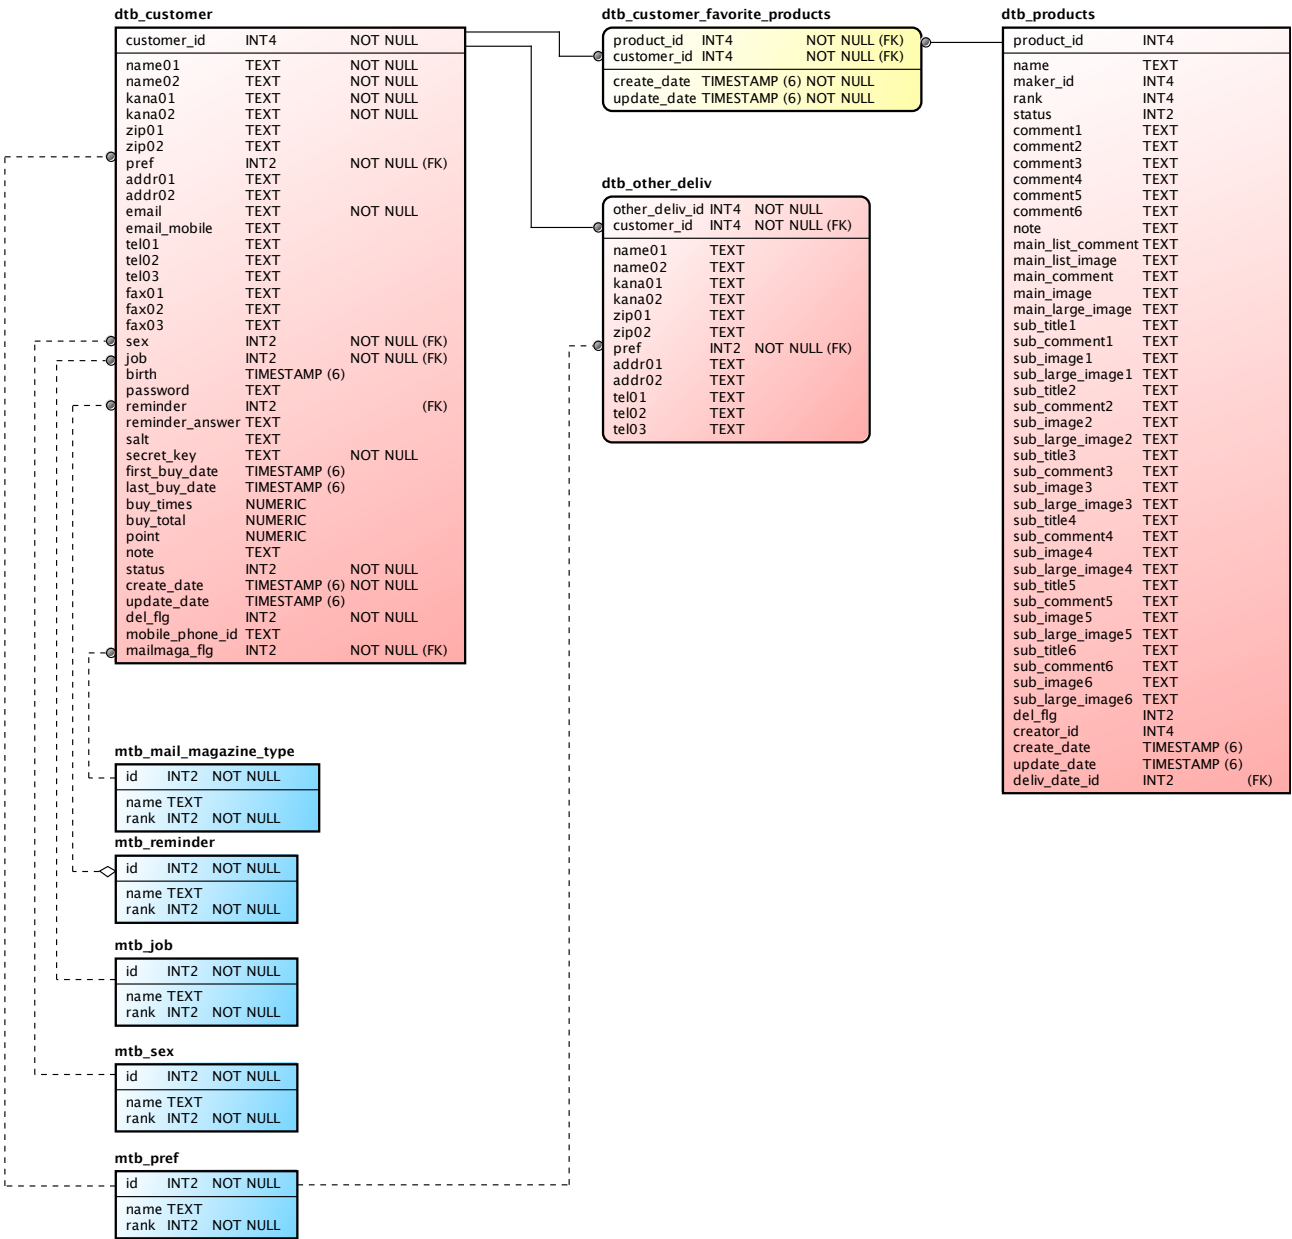 dtb_customer
customer_id INT4 NOT NULL
name01 TEXT NOT NULL
name02 TEXT NOT NULL
kana01 TEXT NOT NULL
kana02 TEXT NOT NULL
zip01 TEXT
zip02 TEXT
pref INT2 NOT NULL (FK)
addr01 TEXT
addr02 TEXT
email TEXT NOT NULL
email_mobile TEXT
tel01 TEXT
tel02 TEXT
tel03 TEXT
fax01 TEXT
fax02 TEXT
fax03 TEXT
sex INT2 NOT NULL (FK)
job INT2 NOT NULL (FK)
birth TIMESTAMP (6)
password TEXT
reminder INT2 (FK)
reminder_answer TEXT
salt TEXT
secret_key TEXT NOT NULL
first_buy_date TIMESTAMP (6)
last_buy_date TIMESTAMP (6)
buy_times NUMERIC
buy_total NUMERIC
point NUMERIC
note TEXT
status INT2 NOT NULL
create_date TIMESTAMP (6) NOT NULL
update_date TIMESTAMP (6)
del_flg INT2 NOT NULL
mobile_phone_id TEXT
mailmaga_flg INT2 NOT NULL (FK)
dtb_customer_favorite_products
product_id INT4 NOT NULL (FK)
customer_id INT4 NOT NULL (FK)
create_date TIMESTAMP (6) NOT NULL
update_date TIMESTAMP (6) NOT NULL
dtb_other_deliv
other_deliv_id INT4 NOT NULL
customer_id INT4 NOT NULL (FK)
name01 TEXT
name02 TEXT
kana01 TEXT
kana02 TEXT
zip01 TEXT
zip02 TEXT
pref INT2 NOT NULL (FK)
addr01 TEXT
addr02 TEXT
tel01 TEXT
tel02 TEXT
tel03 TEXT
dtb_products
product_id INT4
name TEXT
maker_id INT4
rank INT4
status INT2
comment1 TEXT
comment2 TEXT
comment3 TEXT
comment4 TEXT
comment5 TEXT
comment6 TEXT
note TEXT
main_list_comment TEXT
main_list_image TEXT
main_comment TEXT
main_image TEXT
main_large_image TEXT
sub_title1 TEXT
sub_comment1 TEXT
sub_image1 TEXT
sub_large_image1 TEXT
sub_title2 TEXT
sub_comment2 TEXT
sub_image2 TEXT
sub_large_image2 TEXT
sub_title3 TEXT
sub_comment3 TEXT
sub_image3 TEXT
sub_large_image3 TEXT
sub_title4 TEXT
sub_comment4 TEXT
sub_image4 TEXT
sub_large_image4 TEXT
sub_title5 TEXT
sub_comment5 TEXT
sub_image5 TEXT
sub_large_image5 TEXT
sub_title6 TEXT
sub_comment6 TEXT
sub_image6 TEXT
sub_large_image6 TEXT
del_flg INT2
creator_id INT4
create_date TIMESTAMP (6)
update_date TIMESTAMP (6)
deliv_date_id INT2 (FK)
mtb_mail_magazine_type
id INT2 NOT NULL
name TEXT
rank INT2 NOT NULL
mtb_reminder
id INT2 NOT NULL
name TEXT
rank INT2 NOT NULL
mtb_job
id INT2 NOT NULL
name TEXT
rank INT2 NOT NULL
mtb_sex
id INT2 NOT NULL
name TEXT
rank INT2 NOT NULL
mtb_pref
id INT2 NOT NULL
name TEXT
rank INT2 NOT NULL